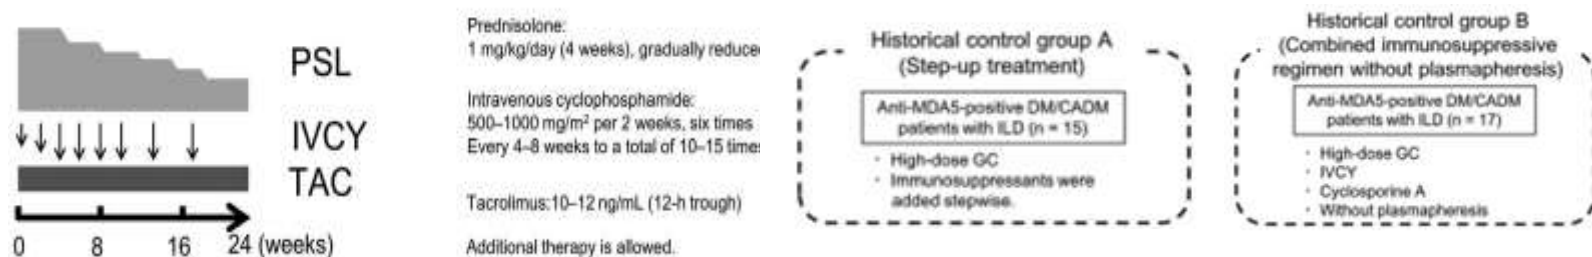 PSL
IVCY
TAC
0 8 16 24 (weeks)
Prednisolone:
1 mg/kg/day (4 weeks), gradually reduce
Intravenous cyclophosphamide:
500–1000 mg/m² per 2 weeks, six times
Every 4–8 weeks to a total of 10–15 time
Tacrolimus:10–12 ng/mL (12-h trough)
Additional therapy is allowed.
Historical control group A
(Step-up treatment)
Anti-MDA5-positive DM/CADM
patients with ILD (n = 15)
· High-dose GC
· Immunosuppressants were
added stepwise.
Historical control group B
(Combined immunosuppressive
regimen without plasmapheresis)
Anti-MDA5-positive DM/CADM
patients with ILD (n = 17)
· High-dose GC
· IVCY
· Cyclosporine A
· Without plasmapheresis